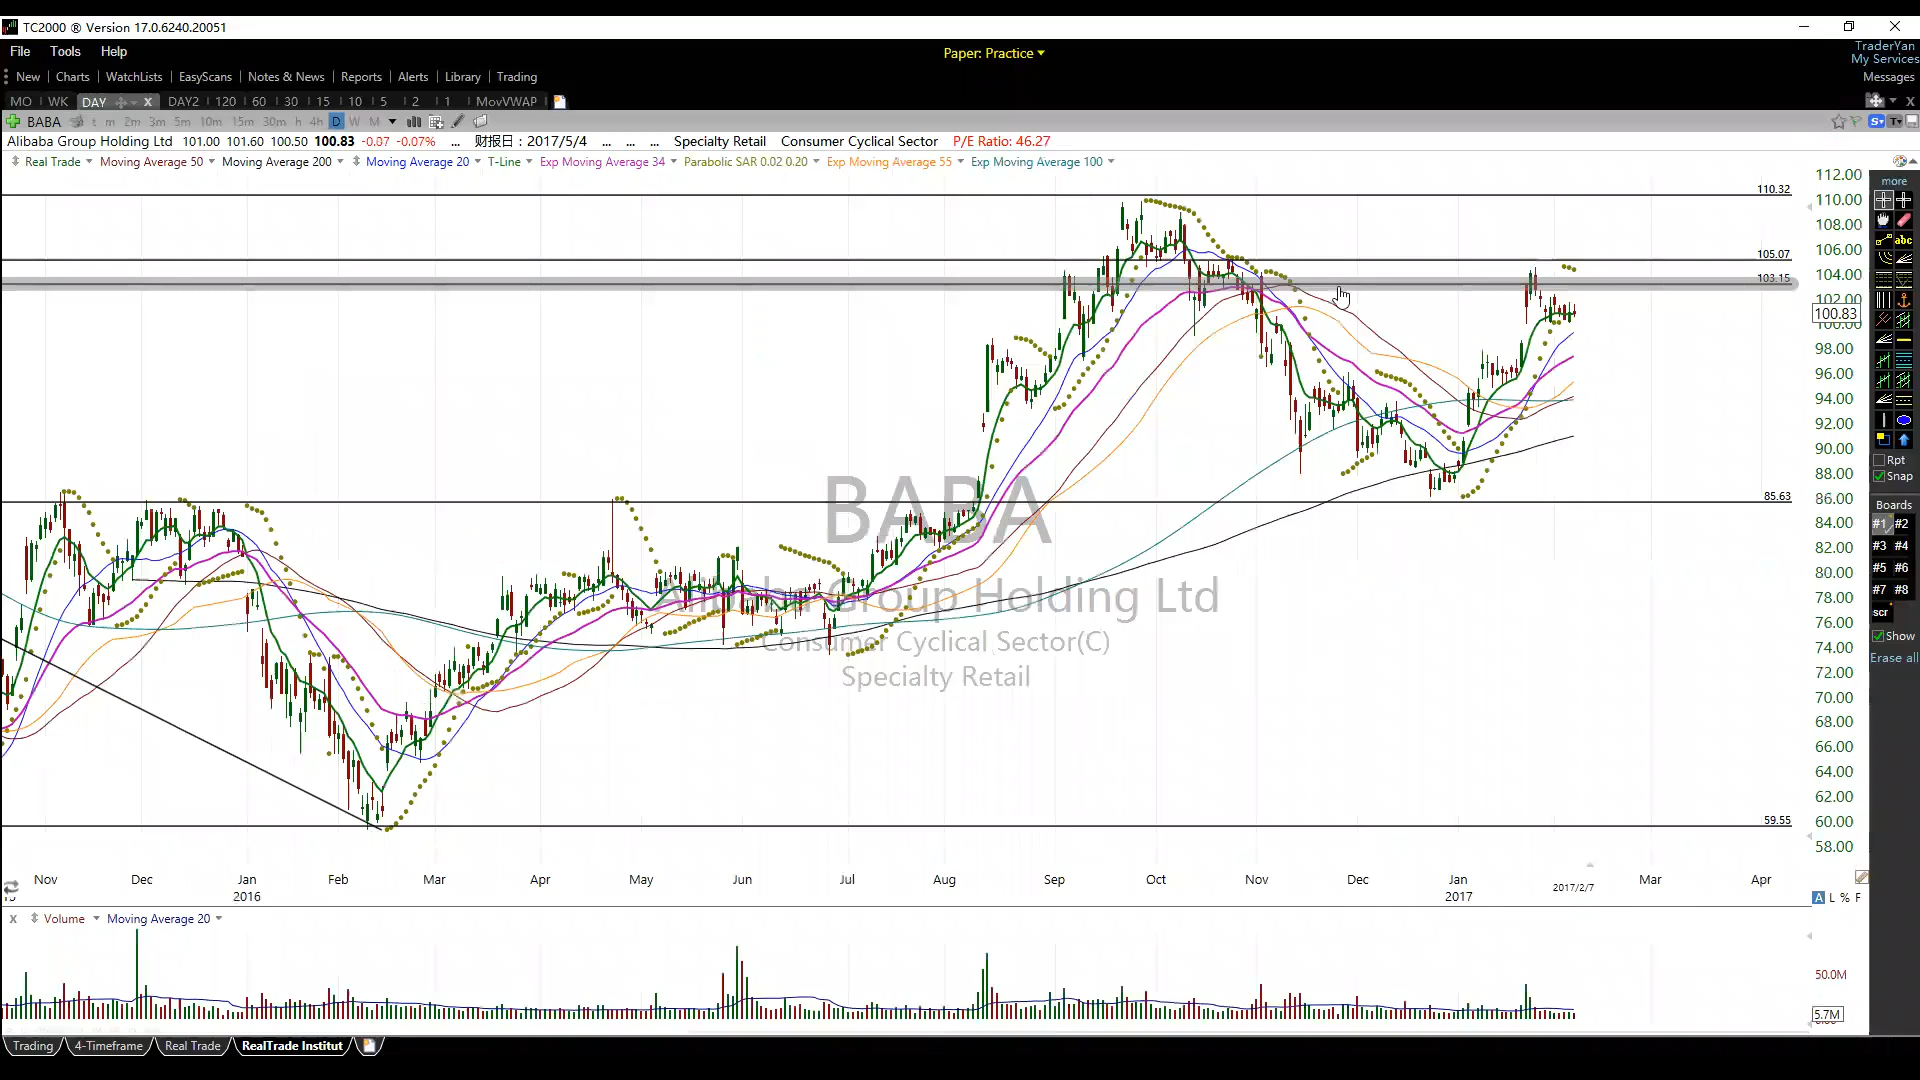 TC2000 ® Version 17.0.6240.20051
File Tools Help
Paper: Practice
TraderYan
My Services
New Charts WatchLists EasyScans Notes & News Reports Alerts Library Trading
Messages
MO WK DAY X DAY2 120 60 30 15 10 5 2 1 MovVWAP
X
BABA t m 2m 3m 5m 10m 15m 30m h 4h D W M
Alibaba Group Holding Ltd 101.00 101.60 100.50 100.83 -0.07 -0.07% ... 财报日：2017/5/4 ... ... ... Specialty Retail Consumer Cyclical Sector P/E Ratio: 46.27
Real Trade Moving Average 50 Moving Average 200 Moving Average 20 T-Line Exp Moving Average 34 Parabolic SAR 0.02 0.20 Exp Moving Average 55 Exp Moving Average 100
112.00
110.32
110.00
108.00
106.00
105.07
104.00
103.15
102.00
100.83
100.00
98.00
96.00
94.00
92.00
90.00
88.00
86.00
85.63
84.00
82.00
80.00
78.00
76.00
74.00
72.00
70.00
68.00
66.00
64.00
62.00
60.00
59.55
58.00
BABA
Alibaba Group Holding Ltd
Consumer Cyclical Sector(C)
Specialty Retail
more
abc
Rpt
Snap
Boards
#1 #2
#3 #4
#5 #6
#7 #8
scr
Show
Erase all
Nov Dec Jan Feb Mar Apr May Jun Jul Aug Sep Oct Nov Dec Jan 2017/2/7 Mar Apr
2016 2017
A L % F
X Volume Moving Average 20
50.0M
5.7M
Trading 4-Timeframe Real Trade RealTrade Institut